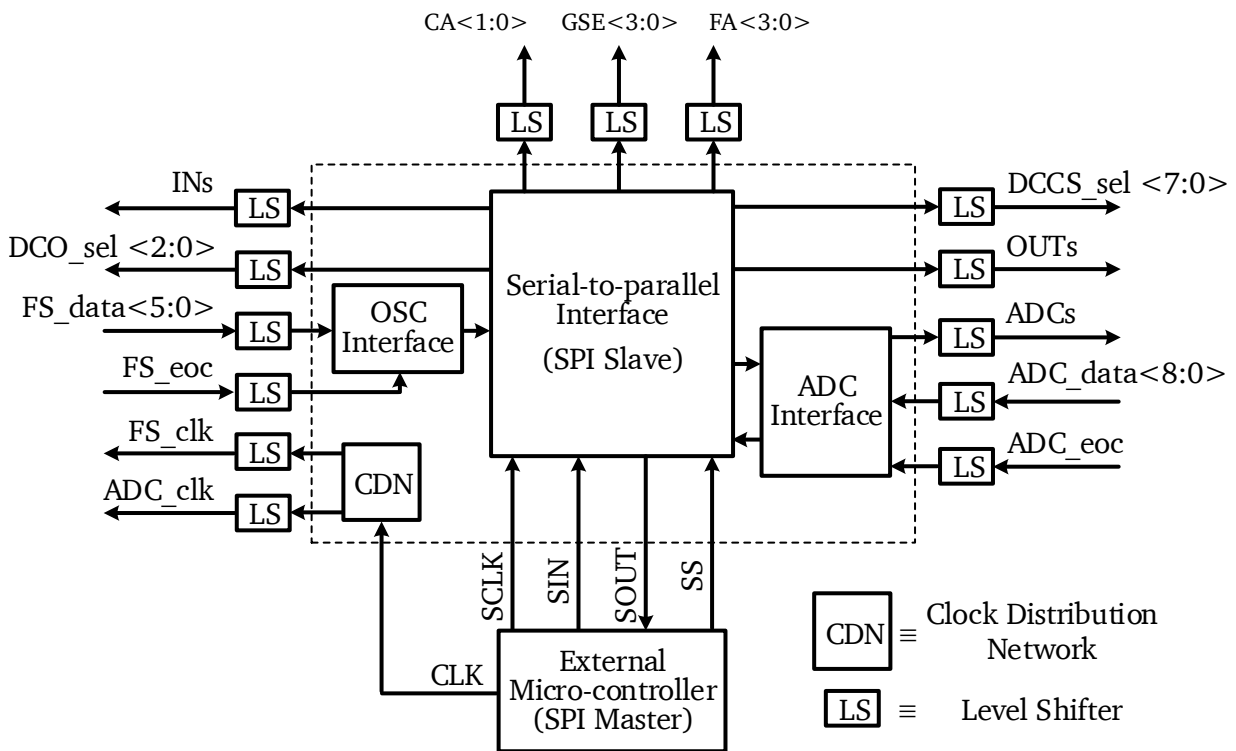 CA<1:0> GSE<3:0> FA<3:0>
LS LS LS
INs
LS
LS
DCCS_sel <7:0>
DCO_sel <2:0>
LS
LS
OUTs
FS_data<5:0>
LS
OSC
Interface
Serial-to-parallel
Interface
(SPI Slave)
LS
ADCs
FS_eoc
LS
ADC
Interface
LS
ADC_data<8:0>
FS_clk
LS
LS
ADC_eoc
ADC_clk
LS
CDN
SCLK
SIN
SOUT
SS
CLK
External
Micro-controller
(SPI Master)
CDN ≡ Clock Distribution
Network
LS ≡ Level Shifter